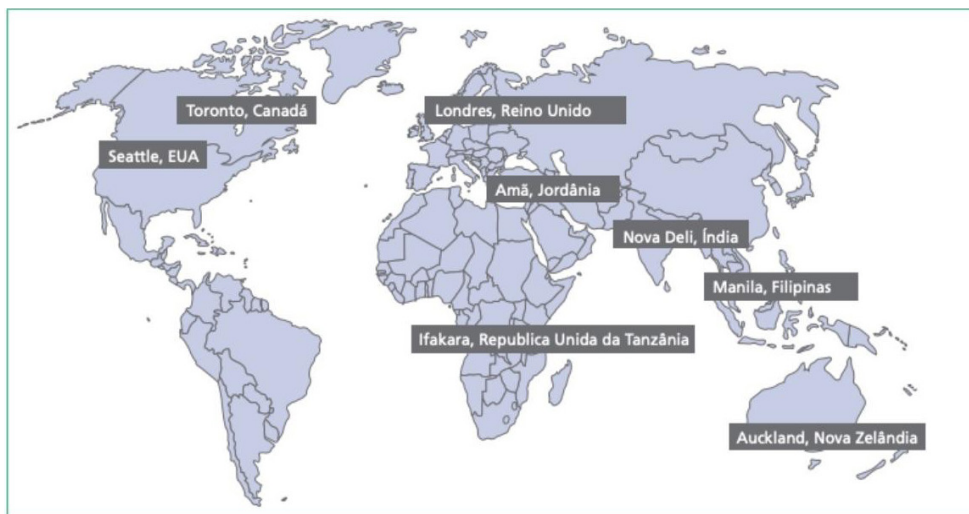 Toronto, Canadá
Londres, Reino Unido
Seattle, EUA
Amã, Jordânia
Nova Deli, Índia
Manila, Filipinas
Ifakara, Republica Unida da Tanzânia
Auckland, Nova Zelândia